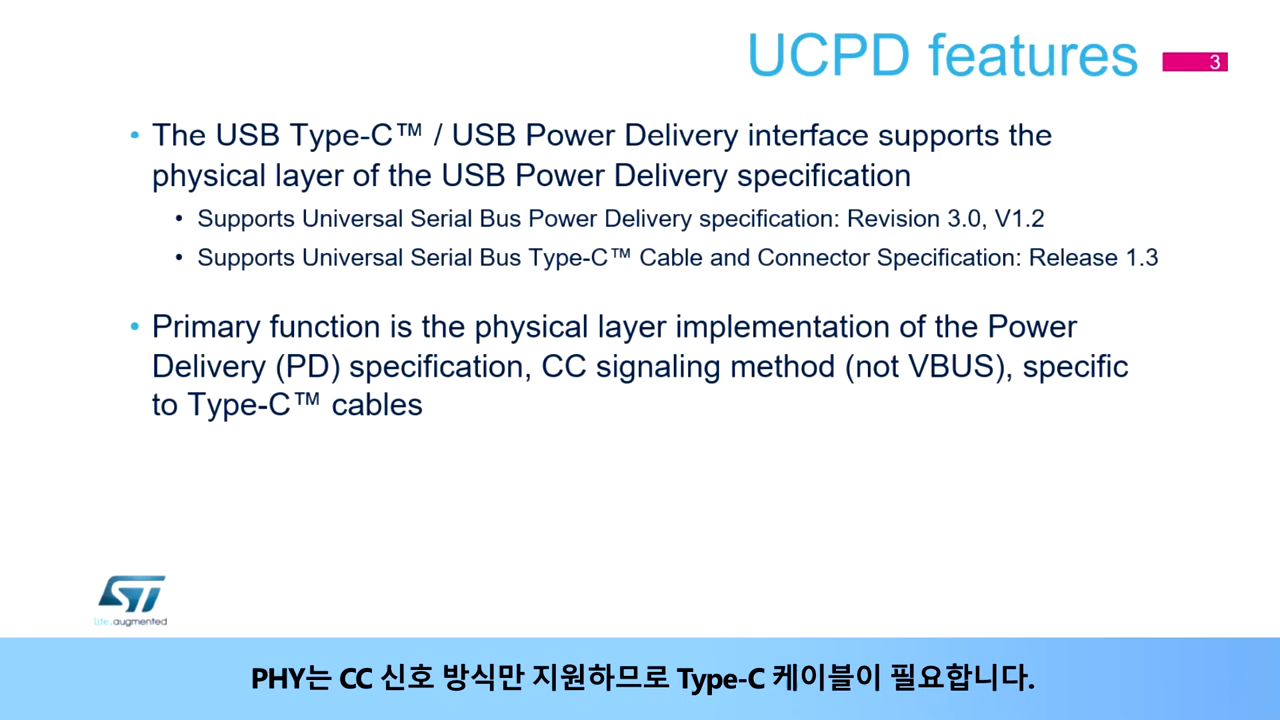 UCPD features
3
• The USB Type-C™ / USB Power Delivery interface supports the
physical layer of the USB Power Delivery specification
• Supports Universal Serial Bus Power Delivery specification: Revision 3.0, V1.2
• Supports Universal Serial Bus Type-C™ Cable and Connector Specification: Release 1.3
• Primary function is the physical layer implementation of the Power
Delivery (PD) specification, CC signaling method (not VBUS), specific
to Type-C™ cables
ST
life.augmented
PHY는 CC 신호 방식만 지원하므로 Type-C 케이블이 필요합니다.